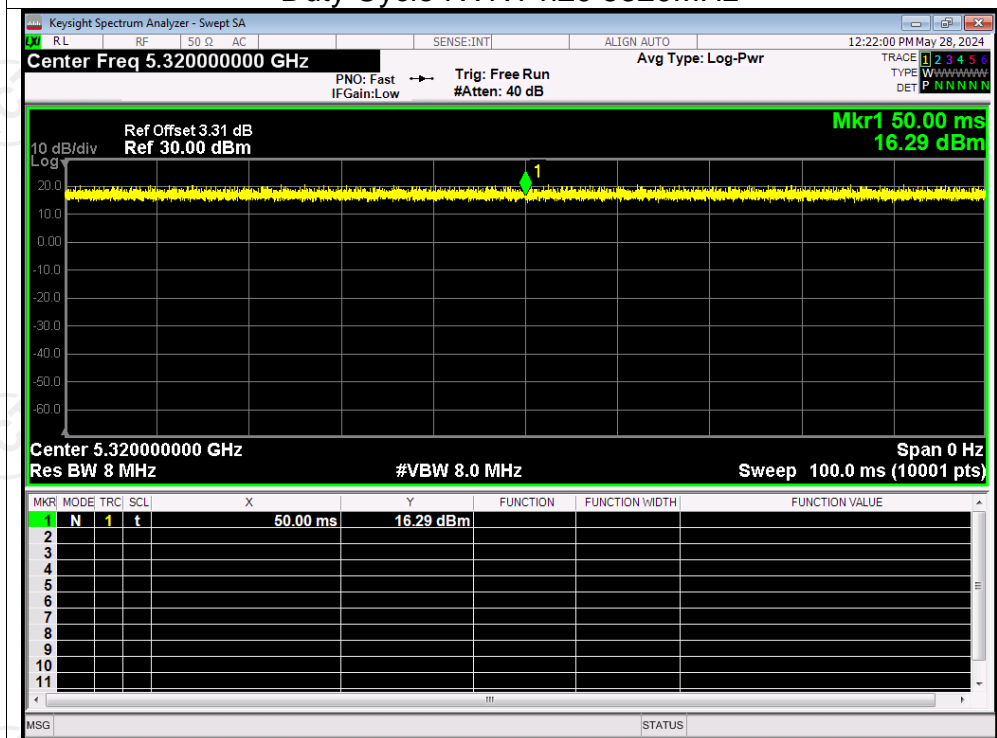 Keysight Spectrum Analyzer - Swept SA
LXI RL RF 50 Ω AC SENSE:INT ALIGN AUTO 12:22:00 PM May 28, 2024
Center Freq 5.320000000 GHz Avg Type: Log-Pwr TRACE 1 2 3 4 5 6
PNO: Fast Trig: Free Run TYPE WWWWWW
IFGain:Low #Atten: 40 dB DET P N N N N N
Mkr1 50.00 ms
Ref Offset 3.31 dB
10 dB/div Ref 30.00 dBm 16.29 dBm
Log
1
20.0
10.0
0.00
-10.0
-20.0
-30.0
-40.0
-50.0
-60.0
Center 5.320000000 GHz Span 0 Hz
Res BW 8 MHz #VBW 8.0 MHz Sweep 100.0 ms (10001 pts)
MKR MODE TRC SCL X Y FUNCTION FUNCTION WIDTH FUNCTION VALUE
1 N 1 t 50.00 ms 16.29 dBm
2
3
4
5
6
7
8
9
10
11
MSG STATUS